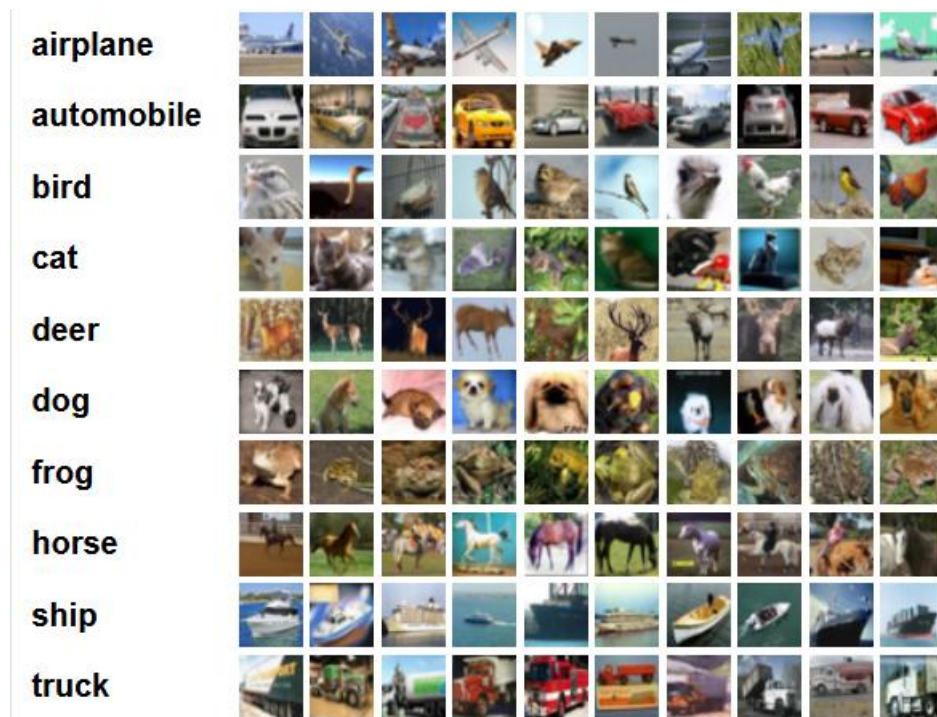 airplane
automobile
bird
cat
deer
dog
frog
horse
ship
truck